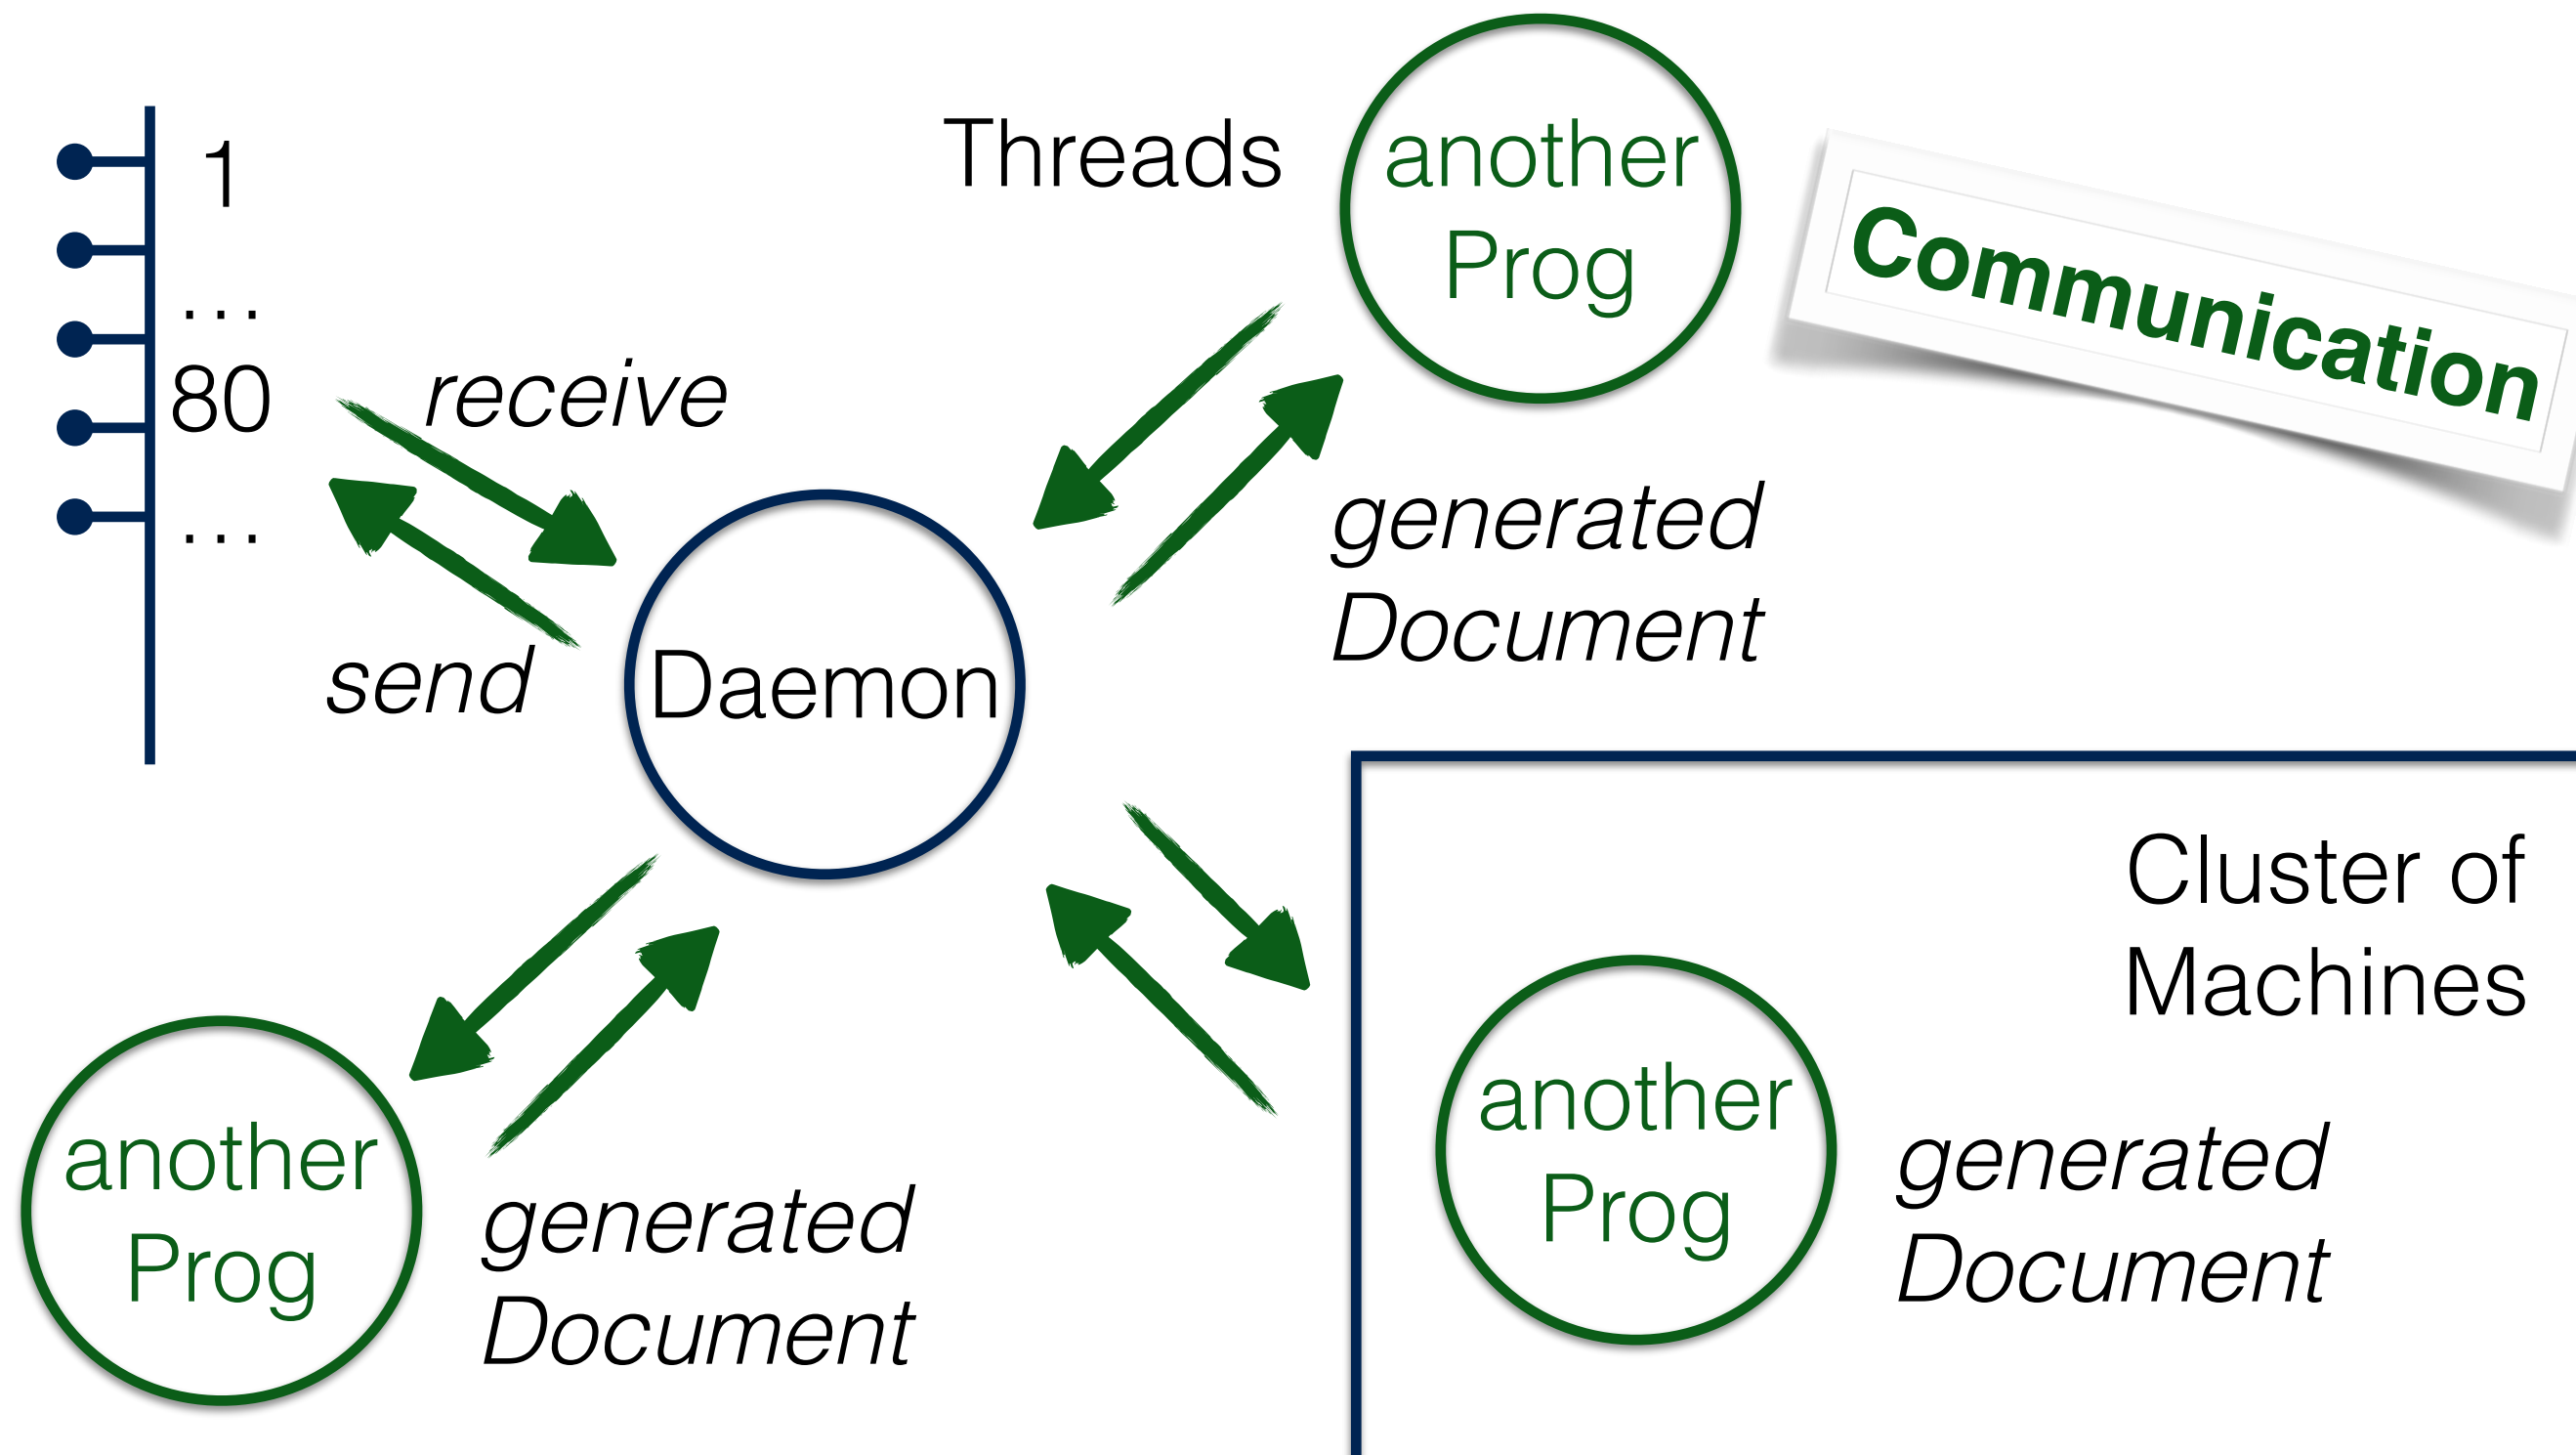 1
...
80
...
receive
send
Daemon
Threads
another
Prog
Communication
generated
Document
another
Prog
generated
Document
Cluster of
Machines
another
Prog
generated
Document